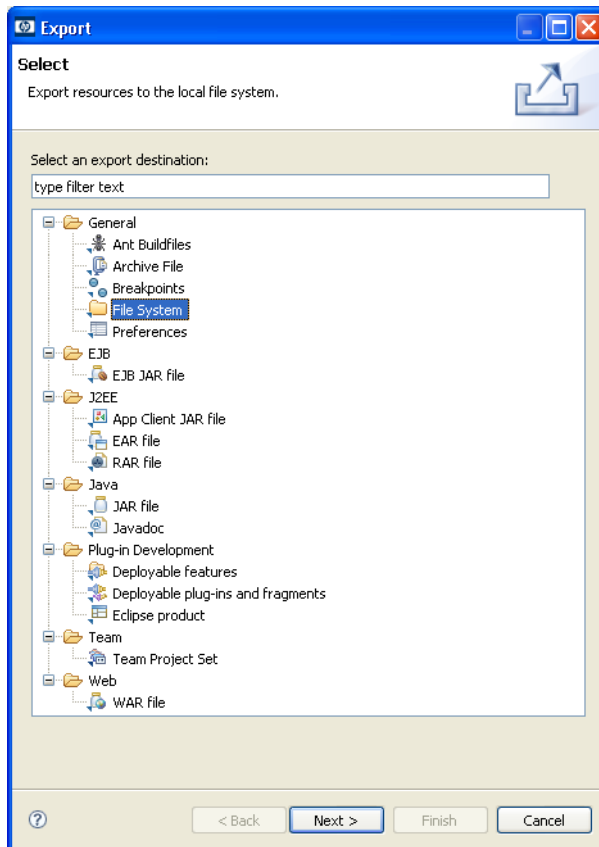 Export
Select
Export resources to the local file system.
Select an export destination:
type filter text
General
Ant Buildfiles
Archive File
Breakpoints
File System
Preferences
EJB
EJB JAR file
J2EE
App Client JAR file
EAR file
RAR file
Java
JAR file
Javadoc
Plug-in Development
Deployable features
Deployable plug-ins and fragments
Eclipse product
Team
Team Project Set
Web
WAR file
< Back Next > Finish Cancel